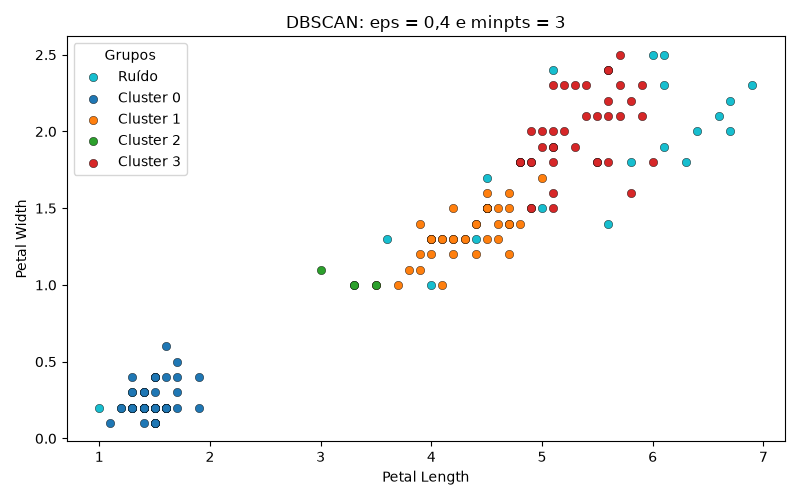 DBSCAN: eps = 0,4 e minpts = 3
Grupos
Ruído
Cluster 0
Cluster 1
Cluster 2
Cluster 3
Petal Width
2.5
2.0
1.5
1.0
0.5
0.0
1 2 3 4 5 6 7
Petal Length